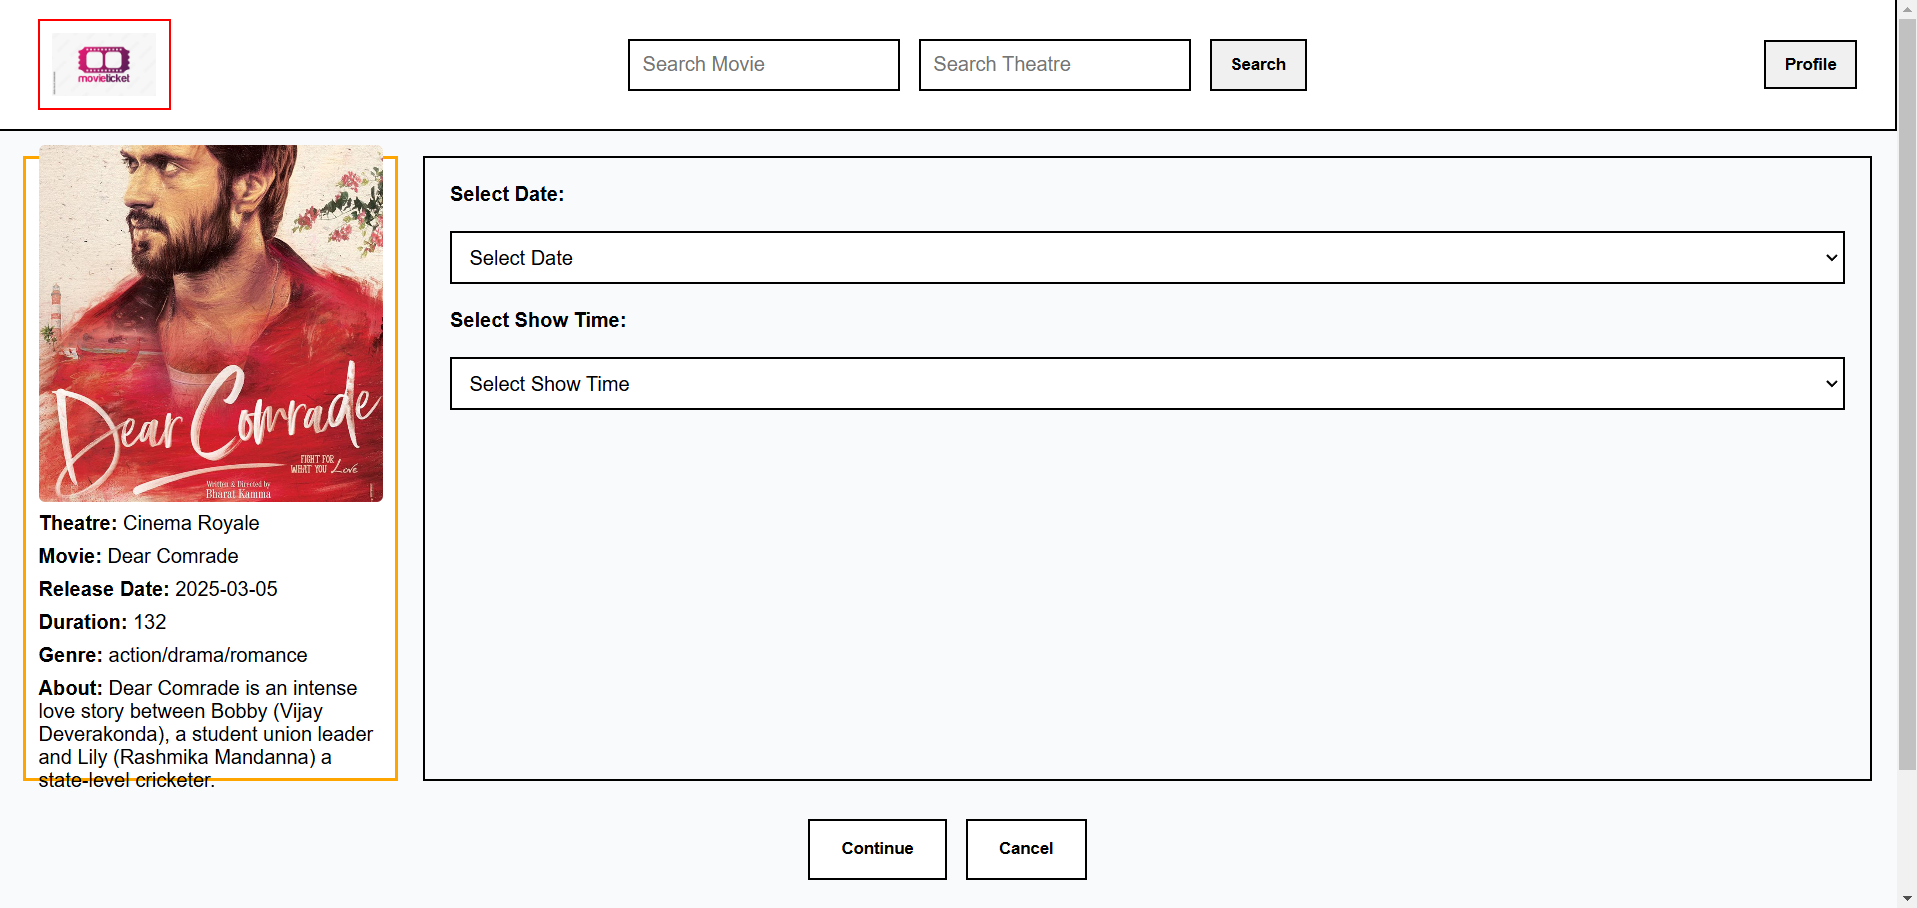 movieticket
Search Movie
Search Theatre
Search
Profile
Dear Comrade
FIGHT FOR
WHAT YOU Love
Written & Directed by
Bharat Kamma
Theatre: Cinema Royale
Movie: Dear Comrade
Release Date: 2025-03-05
Duration: 132
Genre: action/drama/romance
About: Dear Comrade is an intense
love story between Bobby (Vijay
Deverakonda), a student union leader
and Lily (Rashmika Mandanna) a
state-level cricketer.
Select Date:
Select Date
Select Show Time:
Select Show Time
Continue
Cancel